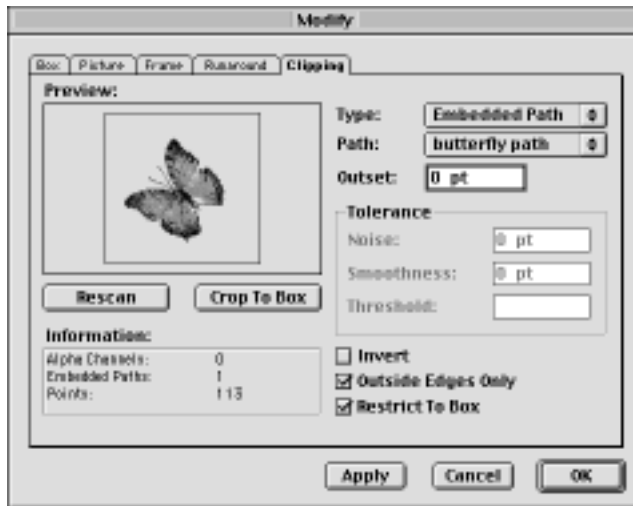 Modify
Box Picture Frame Runaround Clipping
Preview:
Type: Embedded Path
Path: butterfly path
Outset: 0 pt
Tolerance
Noise: 0 pt
Smoothness: 0 pt
Threshold:
Rescan Crop To Box
Information:
Alpha Channels: 0
Embedded Paths: 1
Points: 113
Invert
Outside Edges Only
Restrict To Box
Apply Cancel OK